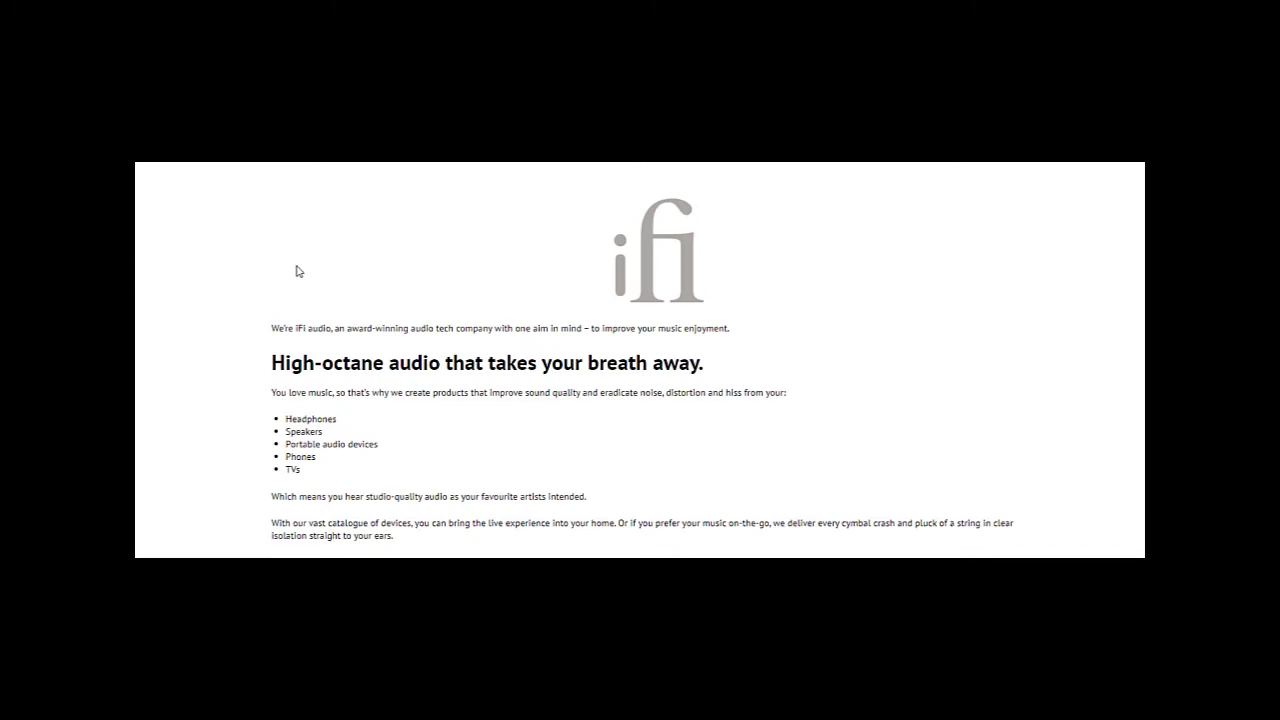 ifi
We're iFi audio, an award-winning audio tech company with one aim in mind – to improve your music enjoyment.
High-octane audio that takes your breath away.
You love music, so that's why we create products that improve sound quality and eradicate noise, distortion and hiss from your:
• Headphones
• Speakers
• Portable audio devices
• Phones
• TVs
Which means you hear studio-quality audio as your favourite artists intended.
With our vast catalogue of devices, you can bring the live experience into your home. Or if you prefer your music on-the-go, we deliver every cymbal crash and pluck of a string in clear
isolation straight to your ears.